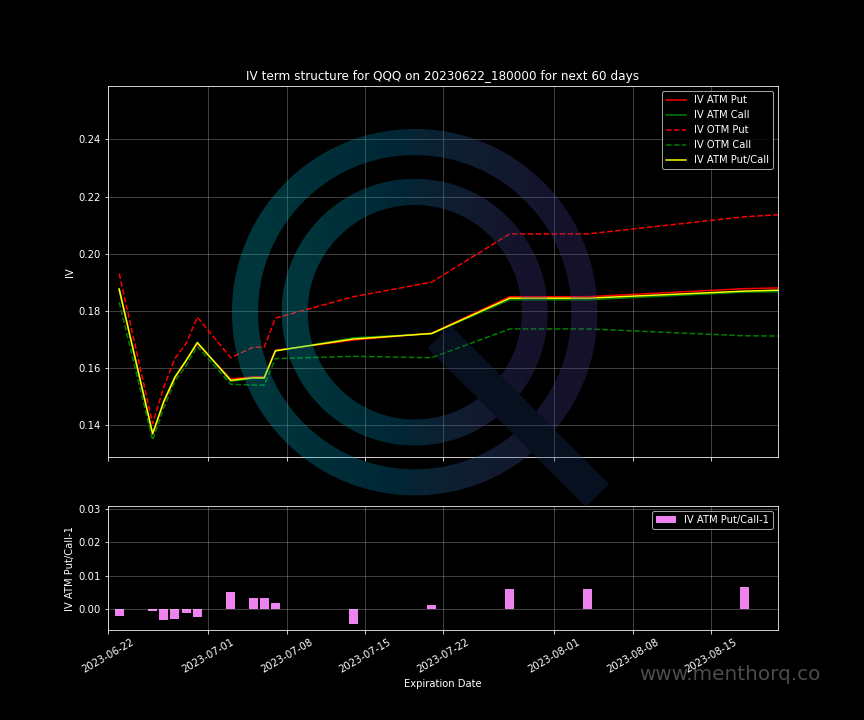 IV term structure for QQQ on 20230622_180000 for next 60 days
IV ATM Put
IV ATM Call
IV OTM Put
IV OTM Call
IV ATM Put/Call
0.24
0.22
0.20
0.18
0.16
0.14
IV
IV ATM Put/Call-1
0.03
0.02
0.01
0.00
IV ATM Put/Call-1
2023-06-22
2023-07-01
2023-07-08
2023-07-15
2023-07-22
2023-08-01
2023-08-08
2023-08-15
Expiration Date
www.menthorq.co